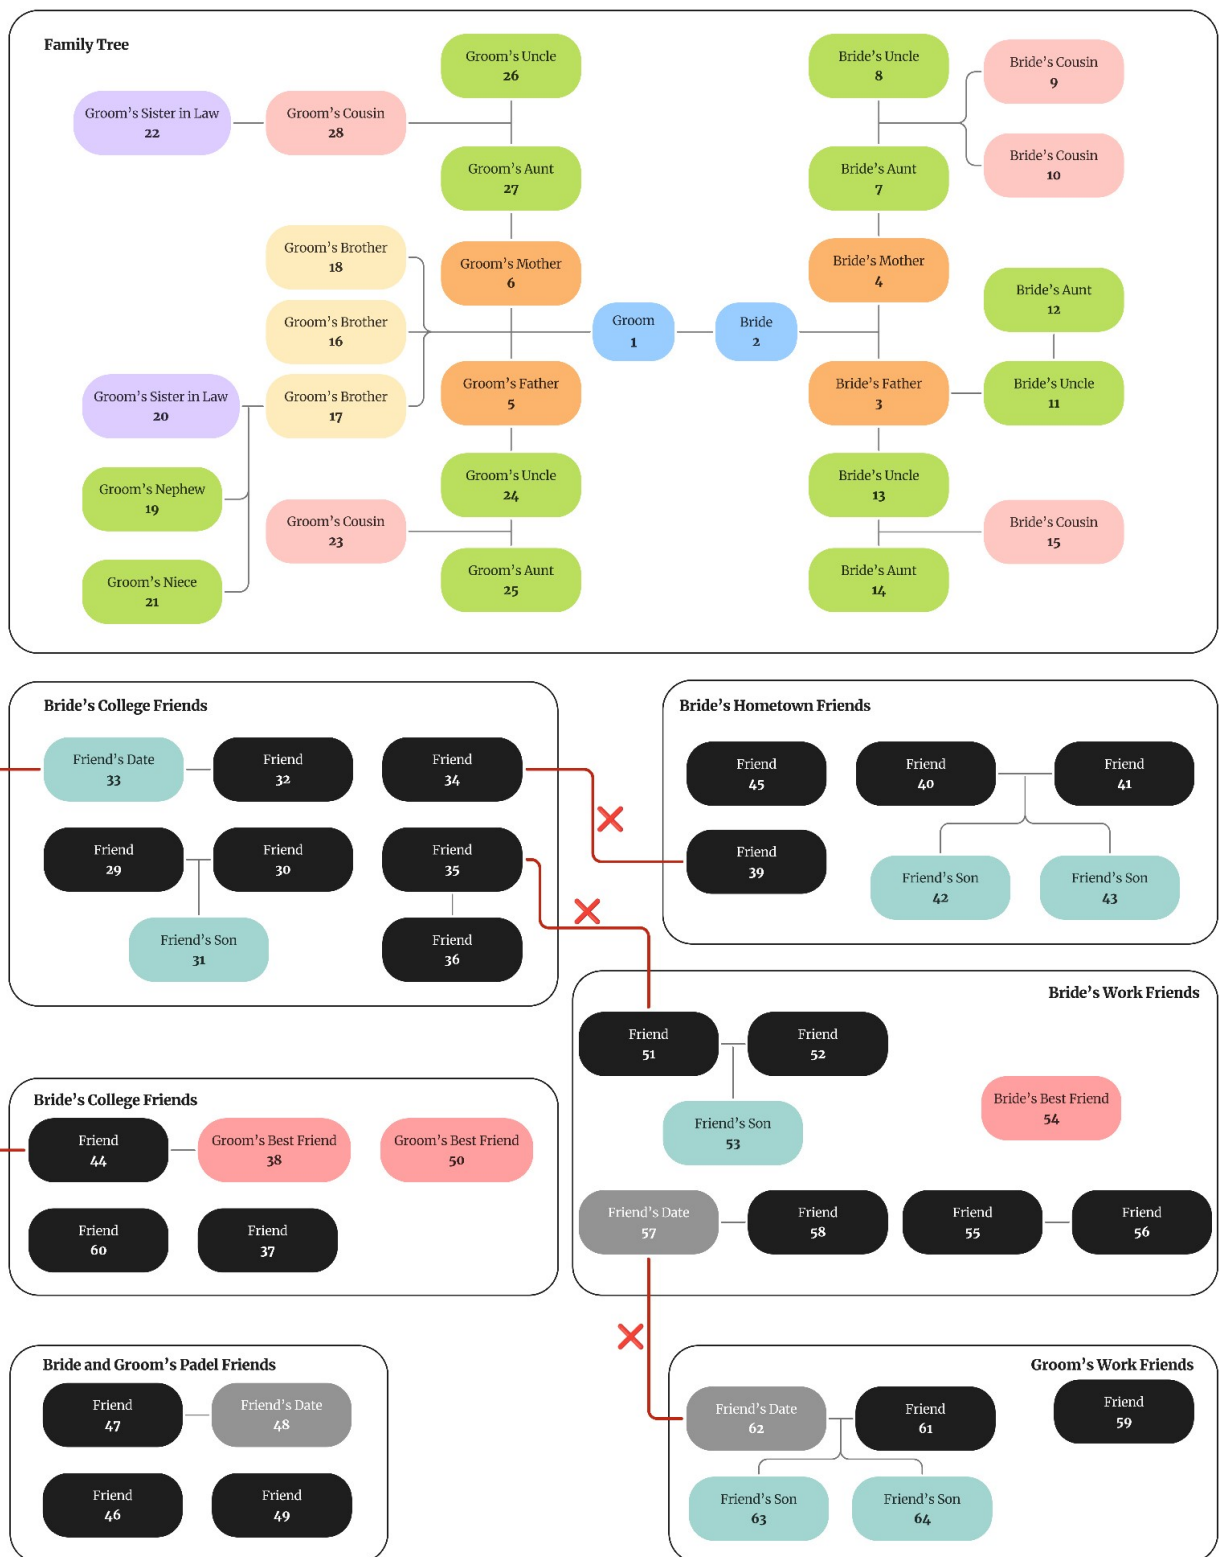 Family Tree
Groom's Uncle
26
Bride's Uncle
8
Bride's Cousin
9
Groom's Sister in Law
22
Groom's Cousin
28
Groom's Aunt
27
Bride's Aunt
7
Bride's Cousin
10
Groom's Brother
18
Groom's Mother
6
Bride's Mother
4
Bride's Aunt
12
Groom's Brother
16
Groom
1
Bride
2
Groom's Sister in Law
20
Groom's Brother
17
Groom's Father
5
Bride's Father
3
Bride's Uncle
11
Groom's Nephew
19
Groom's Uncle
24
Bride's Uncle
13
Groom's Cousin
23
Bride's Cousin
15
Groom's Niece
21
Groom's Aunt
25
Bride's Aunt
14
Bride's College Friends
Friend's Date
33
Friend
32
Friend
34
Friend
29
Friend
30
Friend
35
Friend's Son
31
Friend
36
Bride's Hometown Friends
Friend
45
Friend
40
Friend
41
Friend
39
Friend's Son
42
Friend's Son
43
Bride's Work Friends
Friend
51
Friend
52
Bride's Best Friend
54
Friend's Son
53
Friend's Date
57
Friend
58
Friend
55
Friend
56
Bride's College Friends
Friend
44
Groom's Best Friend
38
Groom's Best Friend
50
Friend
60
Friend
37
Bride and Groom's Padel Friends
Friend
47
Friend's Date
48
Friend
46
Friend
49
Groom's Work Friends
Friend's Date
62
Friend
61
Friend
59
Friend's Son
63
Friend's Son
64